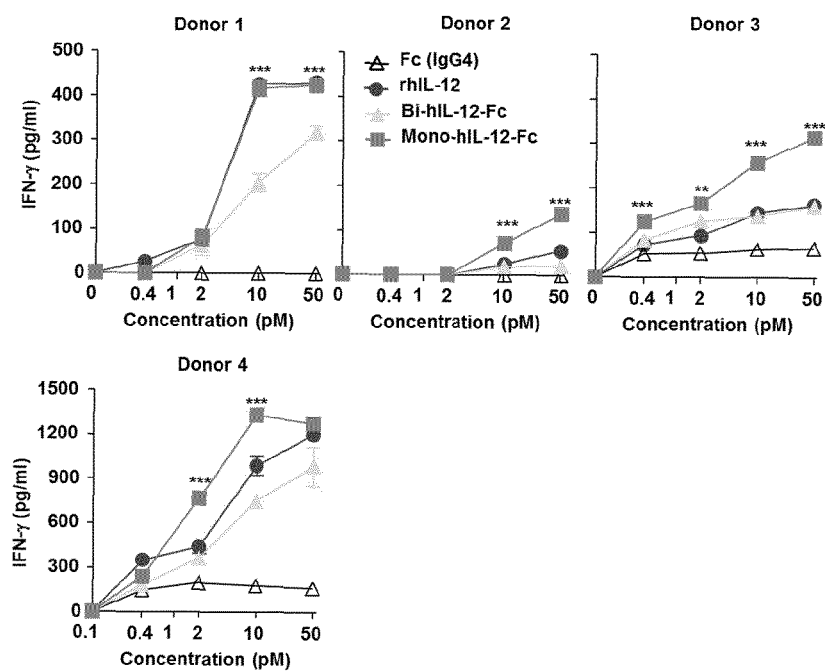 Donor 1
Donor 2
Donor 3
500
400
300
200
100
0
IFN-γ (pg/ml)
*** ***
0 0.4 1 2 10 50
Concentration (pM)
Fc (IgG4)
rhIL-12
Bi-hIL-12-Fc
Mono-hIL-12-Fc
*** ***
0 0.4 1 2 10 50
Concentration (pM)
*** ** *** ***
0 0.4 1 2 10 50
Concentration (pM)
Donor 4
1500
1200
900
600
300
0
IFN-γ (pg/ml)
*** ***
0.1 0.4 1 2 10 50
Concentration (pM)